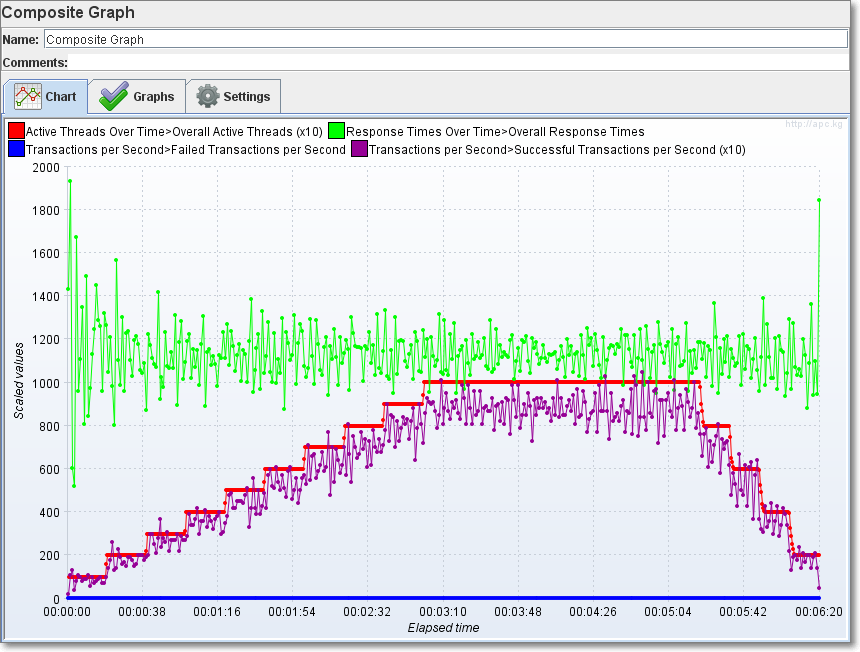 Composite Graph
Name: Composite Graph
Comments:
Chart Graphs Settings
http://apc.kg
Active Threads Over Time>Overall Active Threads (x10) Response Times Over Time>Overall Response Times
Transactions per Second>Failed Transactions per Second Transactions per Second>Successful Transactions per Second (x10)
2000
1800
1600
1400
1200
1000
800
600
400
200
0
Scaled values
00:00:00 00:00:38 00:01:16 00:01:54 00:02:32 00:03:10 00:03:48 00:04:26 00:05:04 00:05:42 00:06:20
Elapsed time